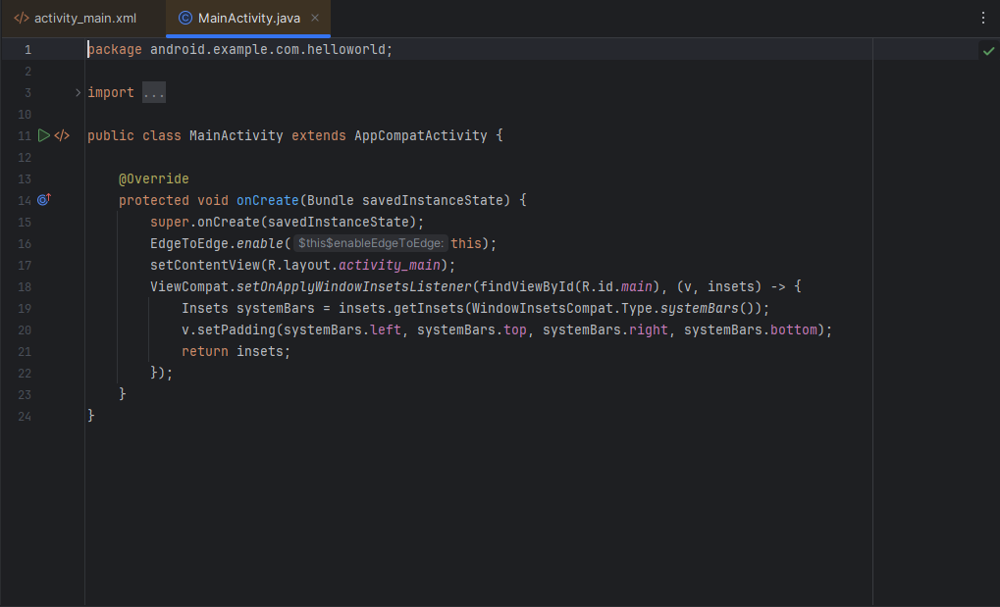 </> activity_main.xml © MainActivity.java ×
1 package android.example.com.helloworld;
2
3 > import ...
10
11 </> public class MainActivity extends AppCompatActivity {
12
13 @Override
14 protected void onCreate(Bundle savedInstanceState) {
15 super.onCreate(savedInstanceState);
16 EdgeToEdge.enable( $this$enableEdgeToEdge: this);
17 setContentView(R.layout.activity_main);
18 ViewCompat.setOnApplyWindowInsetsListener(findViewById(R.id.main), (v, insets) -> {
19 Insets systemBars = insets.getInsets(WindowInsetsCompat.Type.systemBars());
20 v.setPadding(systemBars.left, systemBars.top, systemBars.right, systemBars.bottom);
21 return insets;
22 });
23 }
24 }